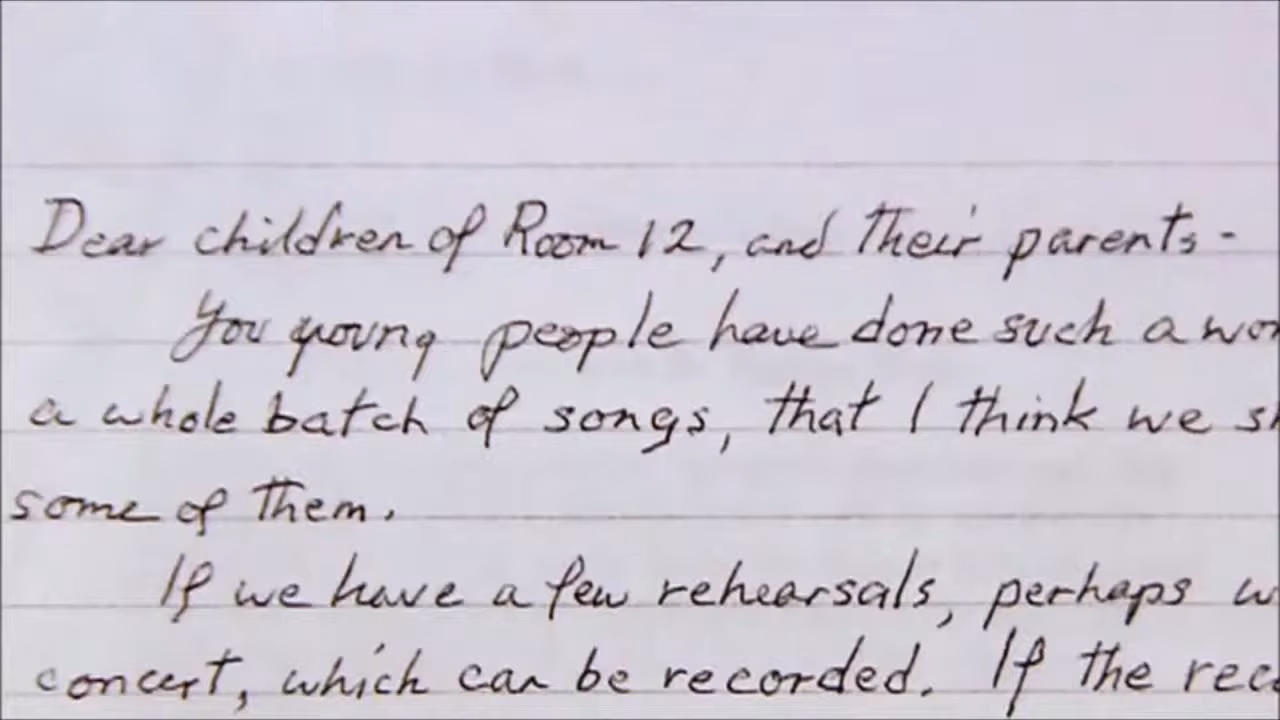 Dear children of Room 12, and their parents -
You young people have done such a
a whole batch of songs, that I think we
some of them.
If we have a few rehearsals, perhaps
concert, which can be recorded. If the